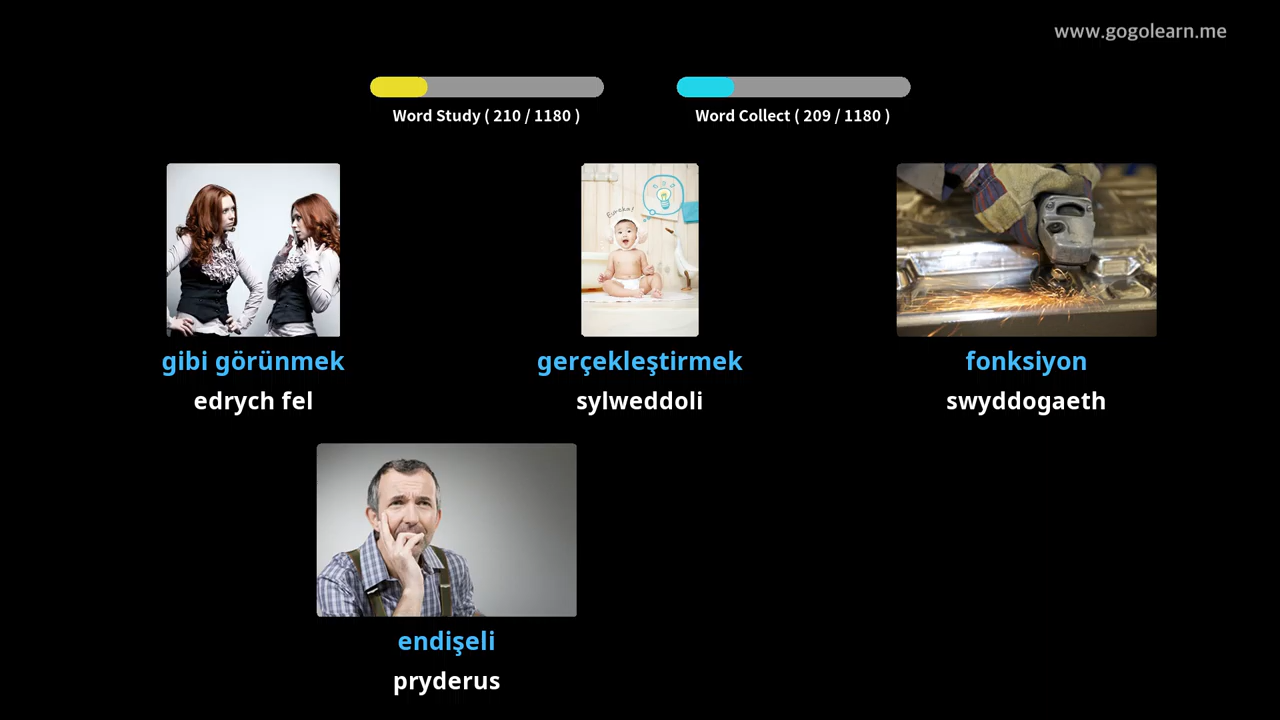 www.gogolearn.me
Word Study ( 210 / 1180 )
Word Collect ( 209 / 1180 )
Eureka!
gibi görünmek
gerçekleştirmek
fonksiyon
edrych fel
sylweddoli
swyddogaeth
endişeli
pryderus